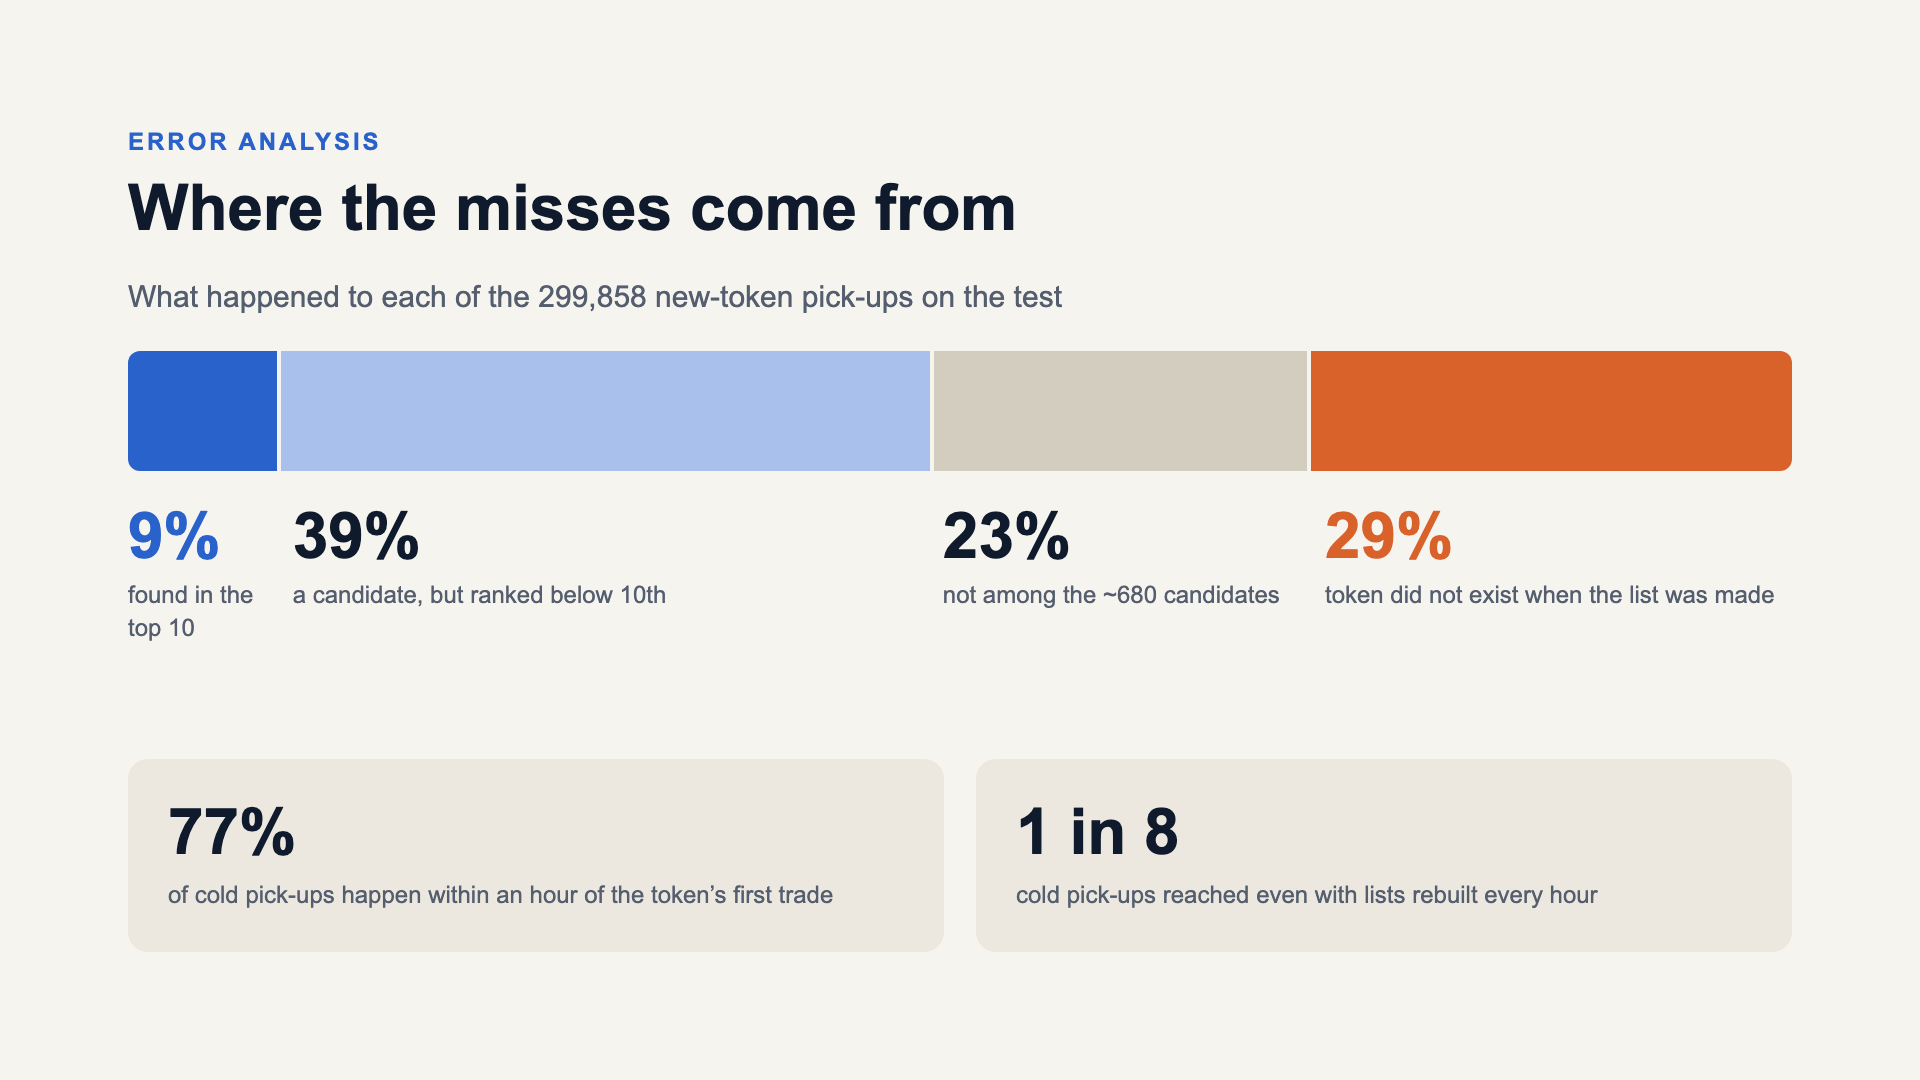 ERROR ANALYSIS
Where the misses come from
What happened to each of the 299,858 new-token pick-ups on the test
9%
found in the
top 10
39%
a candidate, but ranked below 10th
23%
not among the ~680 candidates
29%
token did not exist when the list was made
77%
of cold pick-ups happen within an hour of the token’s first trade
1 in 8
cold pick-ups reached even with lists rebuilt every hour